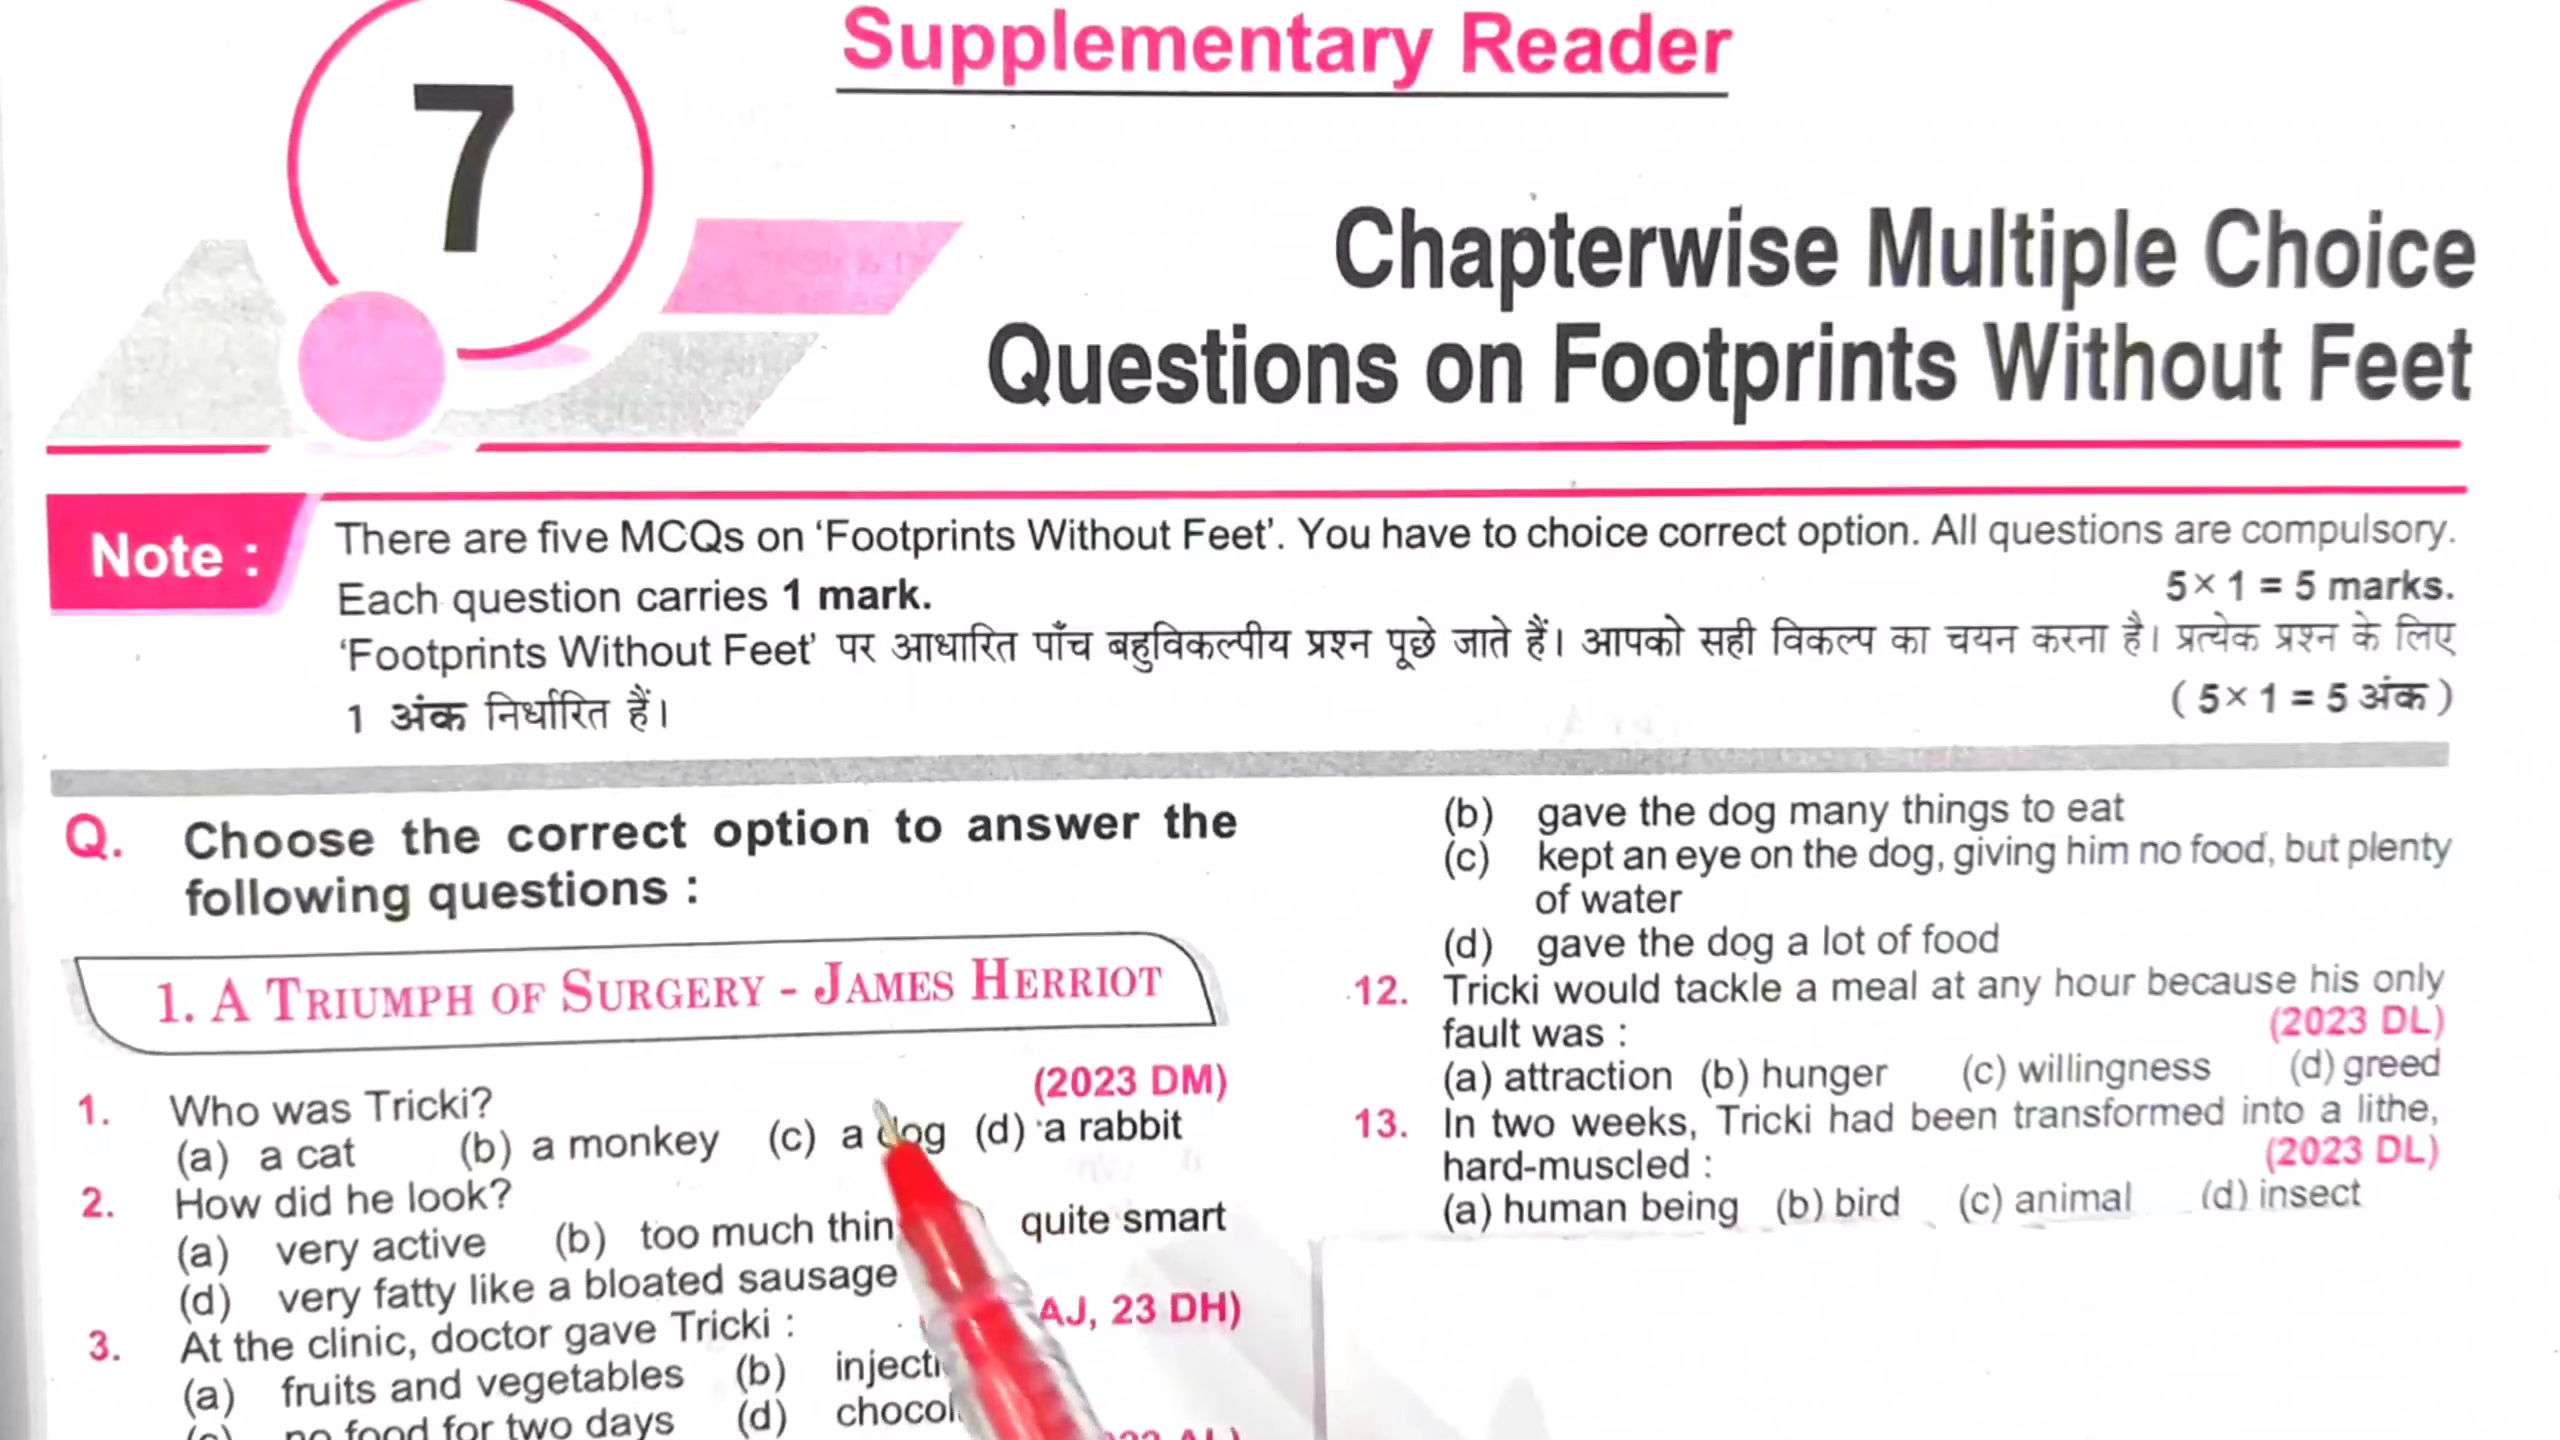 7
Supplementary Reader
Chapterwise Multiple Choice
Questions on Footprints Without Feet
Note :
There are five MCQs on ‘Footprints Without Feet’. You have to choice correct option. All questions are compulsory.
Each question carries 1 mark. 5 × 1 = 5 marks.
‘Footprints Without Feet’ पर आधारित पाँच बहुविकल्पीय प्रश्न पूछे जाते हैं। आपको सही विकल्प का चयन करना है। प्रत्येक प्रश्न के लिए
1 अंक निर्धारित हैं। ( 5 × 1 = 5 अंक )
Q. Choose the correct option to answer the
following questions :
1. A TRIUMPH OF SURGERY - JAMES HERRIOT
1. Who was Tricki? (2023 DM)
(a) a cat (b) a monkey (c) a dog (d) a rabbit
2. How did he look?
(a) very active (b) too much thin quite smart
(d) very fatty like a bloated sausage
AJ, 23 DH)
3. At the clinic, doctor gave Tricki :
(a) fruits and vegetables (b)
no food for two days (d)
(b) gave the dog many things to eat
(c) kept an eye on the dog, giving him no food, but plenty
of water
(d) gave the dog a lot of food
12. Tricki would tackle a meal at any hour because his only
fault was : (2023 DL)
(a) attraction (b) hunger (c) willingness (d) greed
13. In two weeks, Tricki had been transformed into a lithe,
hard-muscled : (2023 DL)
(a) human being (b) bird (c) animal (d) insect